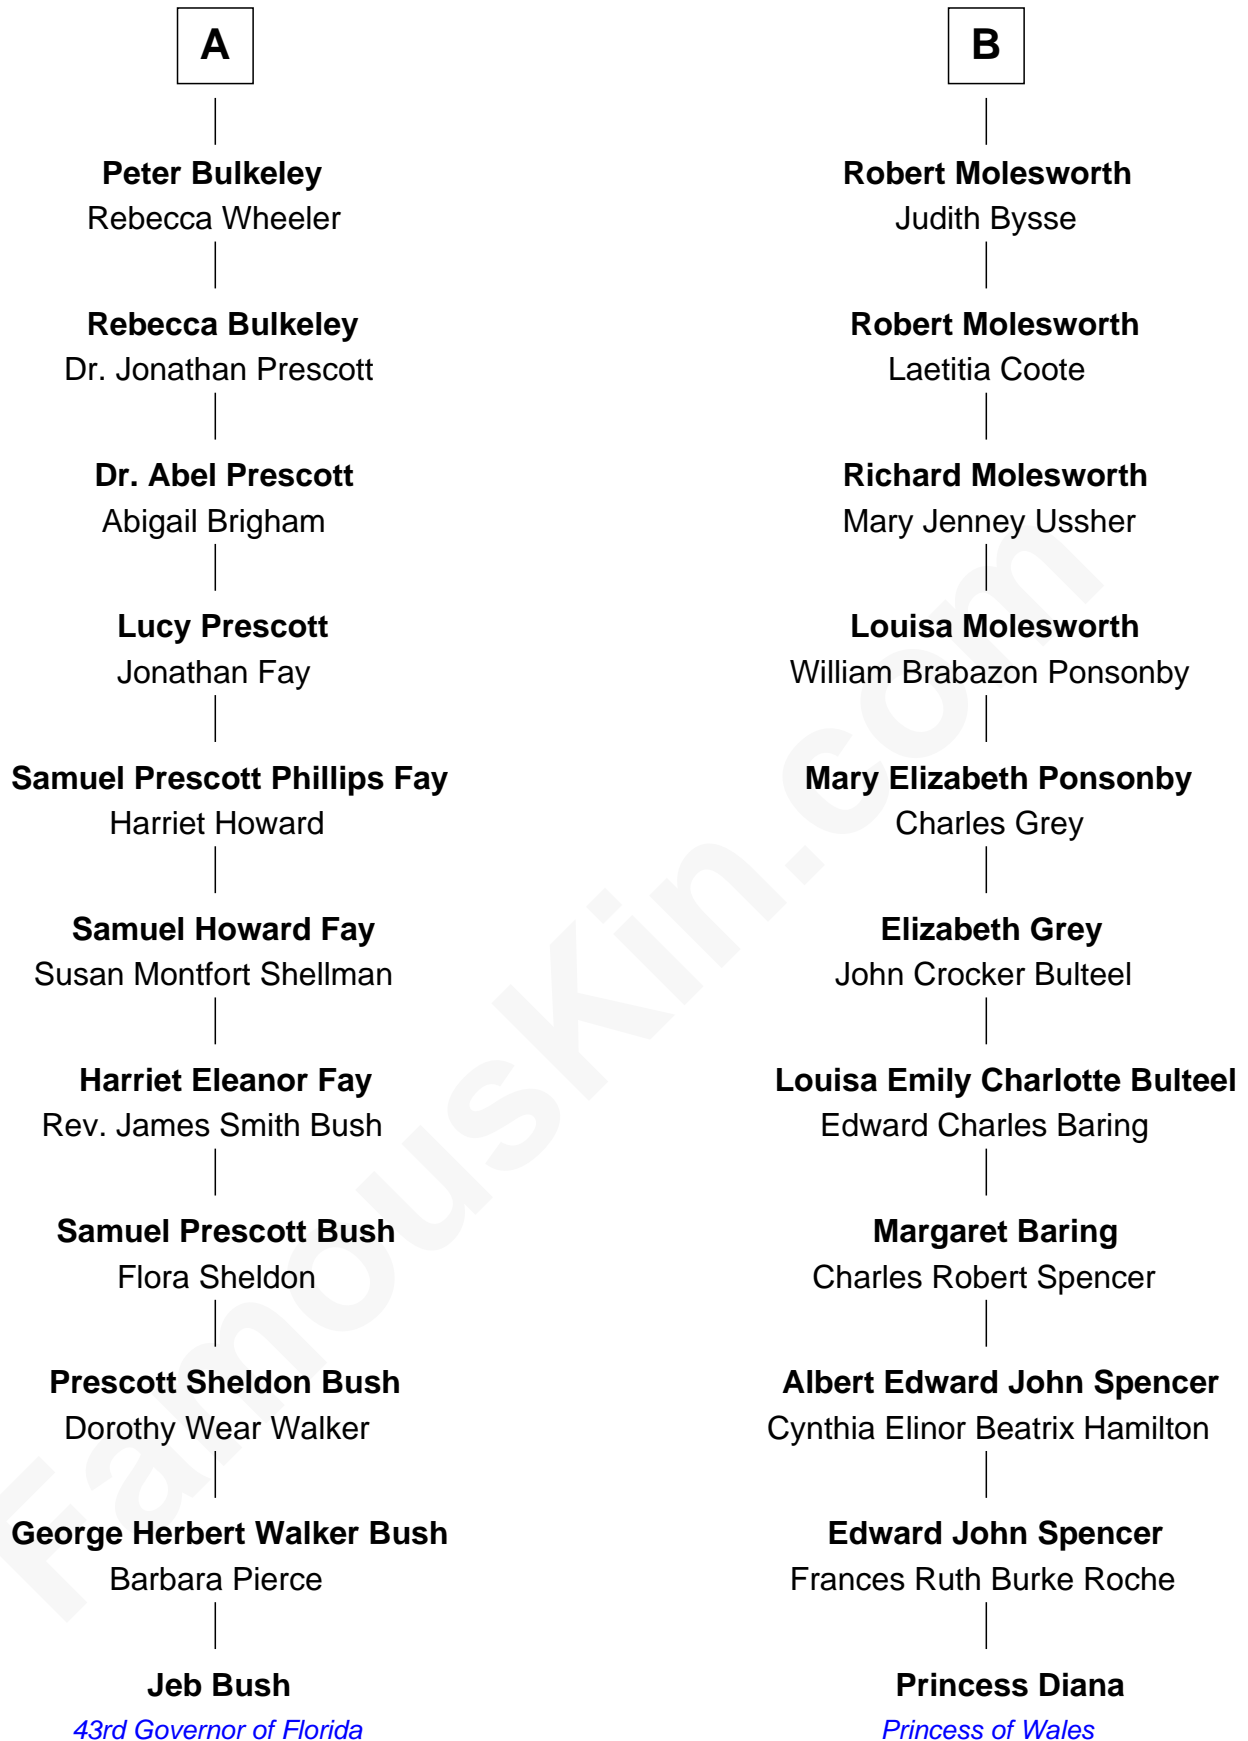 A
Peter Bulkeley
Rebecca Wheeler
Rebecca Bulkeley
Dr. Jonathan Prescott
Dr. Abel Prescott
Abigail Brigham
Lucy Prescott
Jonathan Fay
Samuel Prescott Phillips Fay
Harriet Howard
Samuel Howard Fay
Susan Montfort Shellman
Harriet Eleanor Fay
Rev. James Smith Bush
Samuel Prescott Bush
Flora Sheldon
Prescott Sheldon Bush
Dorothy Wear Walker
George Herbert Walker Bush
Barbara Pierce
Jeb Bush
43rd Governor of Florida
B
Robert Molesworth
Judith Bysse
Robert Molesworth
Laetitia Coote
Richard Molesworth
Mary Jenney Ussher
Louisa Molesworth
William Brabazon Ponsonby
Mary Elizabeth Ponsonby
Charles Grey
Elizabeth Grey
John Crocker Bulteel
Louisa Emily Charlotte Bulteel
Edward Charles Baring
Margaret Baring
Charles Robert Spencer
Albert Edward John Spencer
Cynthia Elinor Beatrix Hamilton
Edward John Spencer
Frances Ruth Burke Roche
Princess Diana
Princess of Wales
FamousKin.com